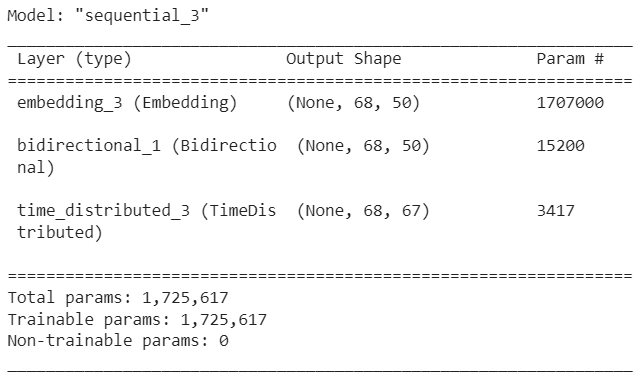 Model: "sequential_3"
Layer (type) Output Shape Param #
embedding_3 (Embedding) (None, 68, 50) 1707000
bidirectional_1 (Bidirectio (None, 68, 50) 15200
nal)
time_distributed_3 (TimeDis (None, 68, 67) 3417
tributed)
Total params: 1,725,617
Trainable params: 1,725,617
Non-trainable params: 0